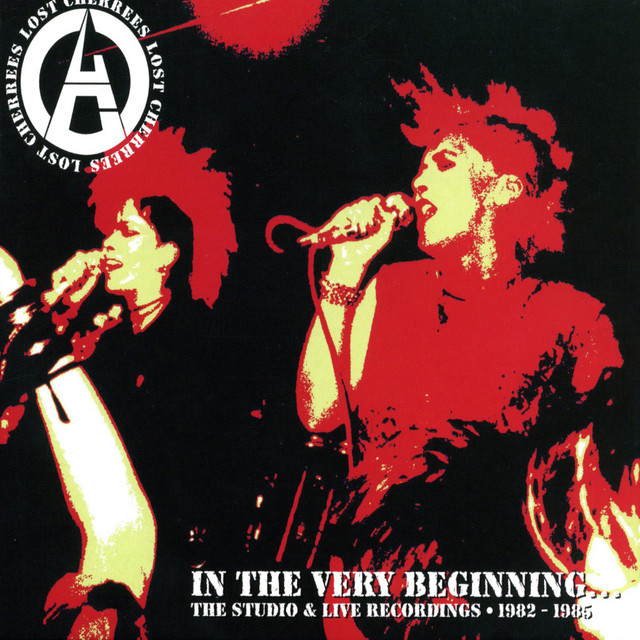 LOST CHERREES LOST CHERREES LOST CHERREES
IN THE VERY BEGINNING...
THE STUDIO & LIVE RECORDINGS • 1982 - 1985